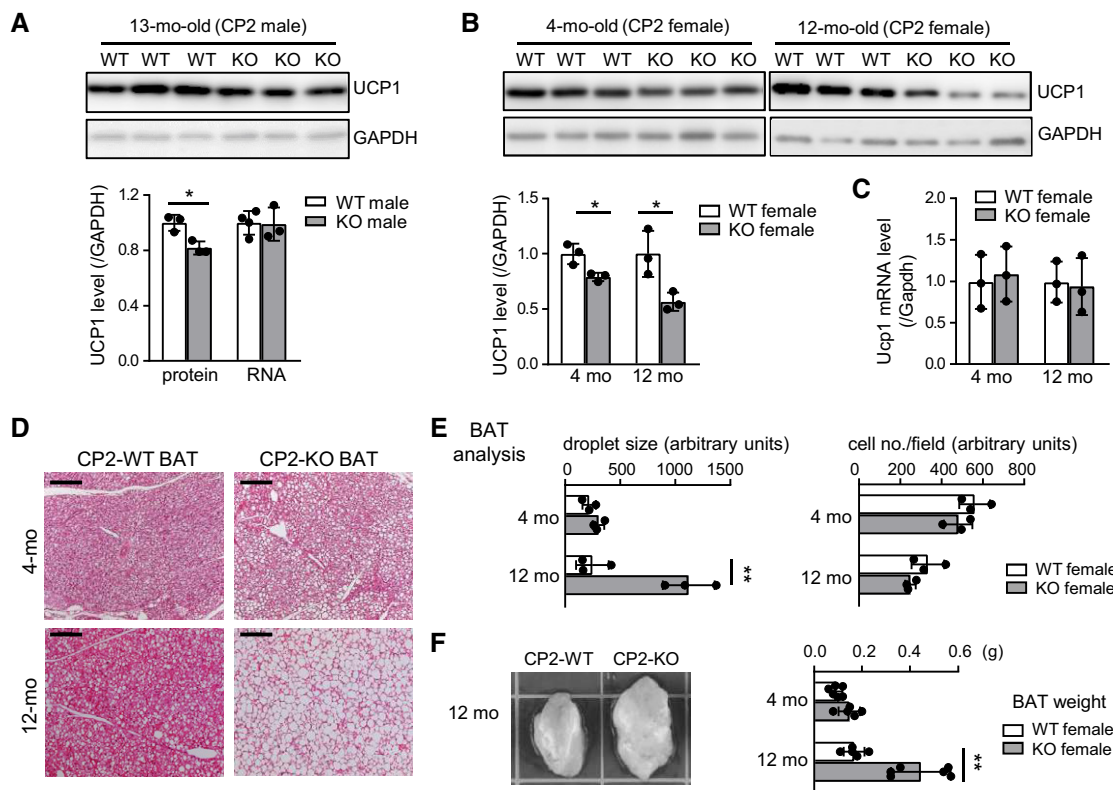 A
13-mo-old (CP2 male)
WT WT WT KO KO KO
UCP1
GAPDH
UCP1 level (/GAPDH)
1.2
0.8
0.4
0.0
*
WT male
KO male
protein RNA
B
4-mo-old (CP2 female) 12-mo-old (CP2 female)
WT WT WT KO KO KO WT WT WT KO KO KO
UCP1
GAPDH
UCP1 level (/GAPDH)
1.5
1.0
0.5
0.0
* *
WT female
KO female
4 mo 12 mo
C
Ucp1 mRNA level
(/Gapdh)
2.0
1.5
1.0
0.5
0.0
WT female
KO female
4 mo 12 mo
D
CP2-WT BAT CP2-KO BAT
4-mo
12-mo
E
BAT
analysis
droplet size (arbitrary units)
0 500 1000 1500
4 mo
12 mo
**
cell no./field (arbitrary units)
0 200 400 600 800
4 mo
12 mo
WT female
KO female
F
CP2-WT CP2-KO
12 mo
0.0 0.2 0.4 0.6 (g)
4 mo
12 mo
**
BAT weight
WT female
KO female